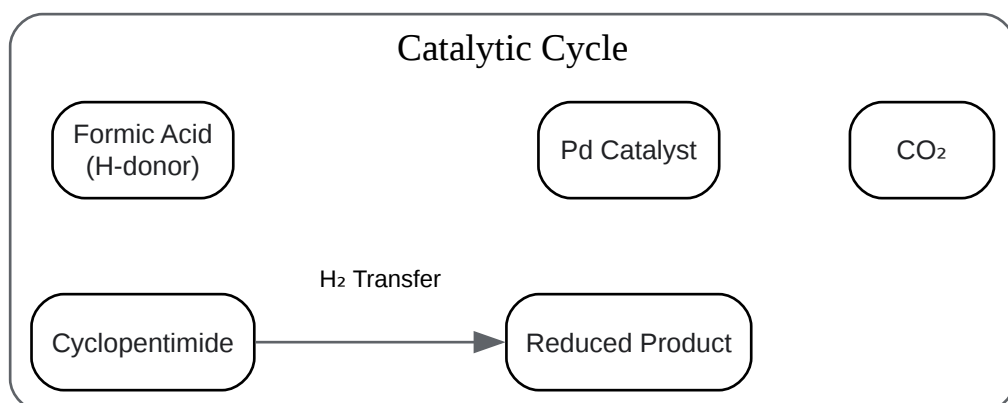 Catalytic Cycle
Formic Acid
(H-donor)
Pd Catalyst
CO₂
H₂ Transfer
Cyclopentimide
Reduced Product